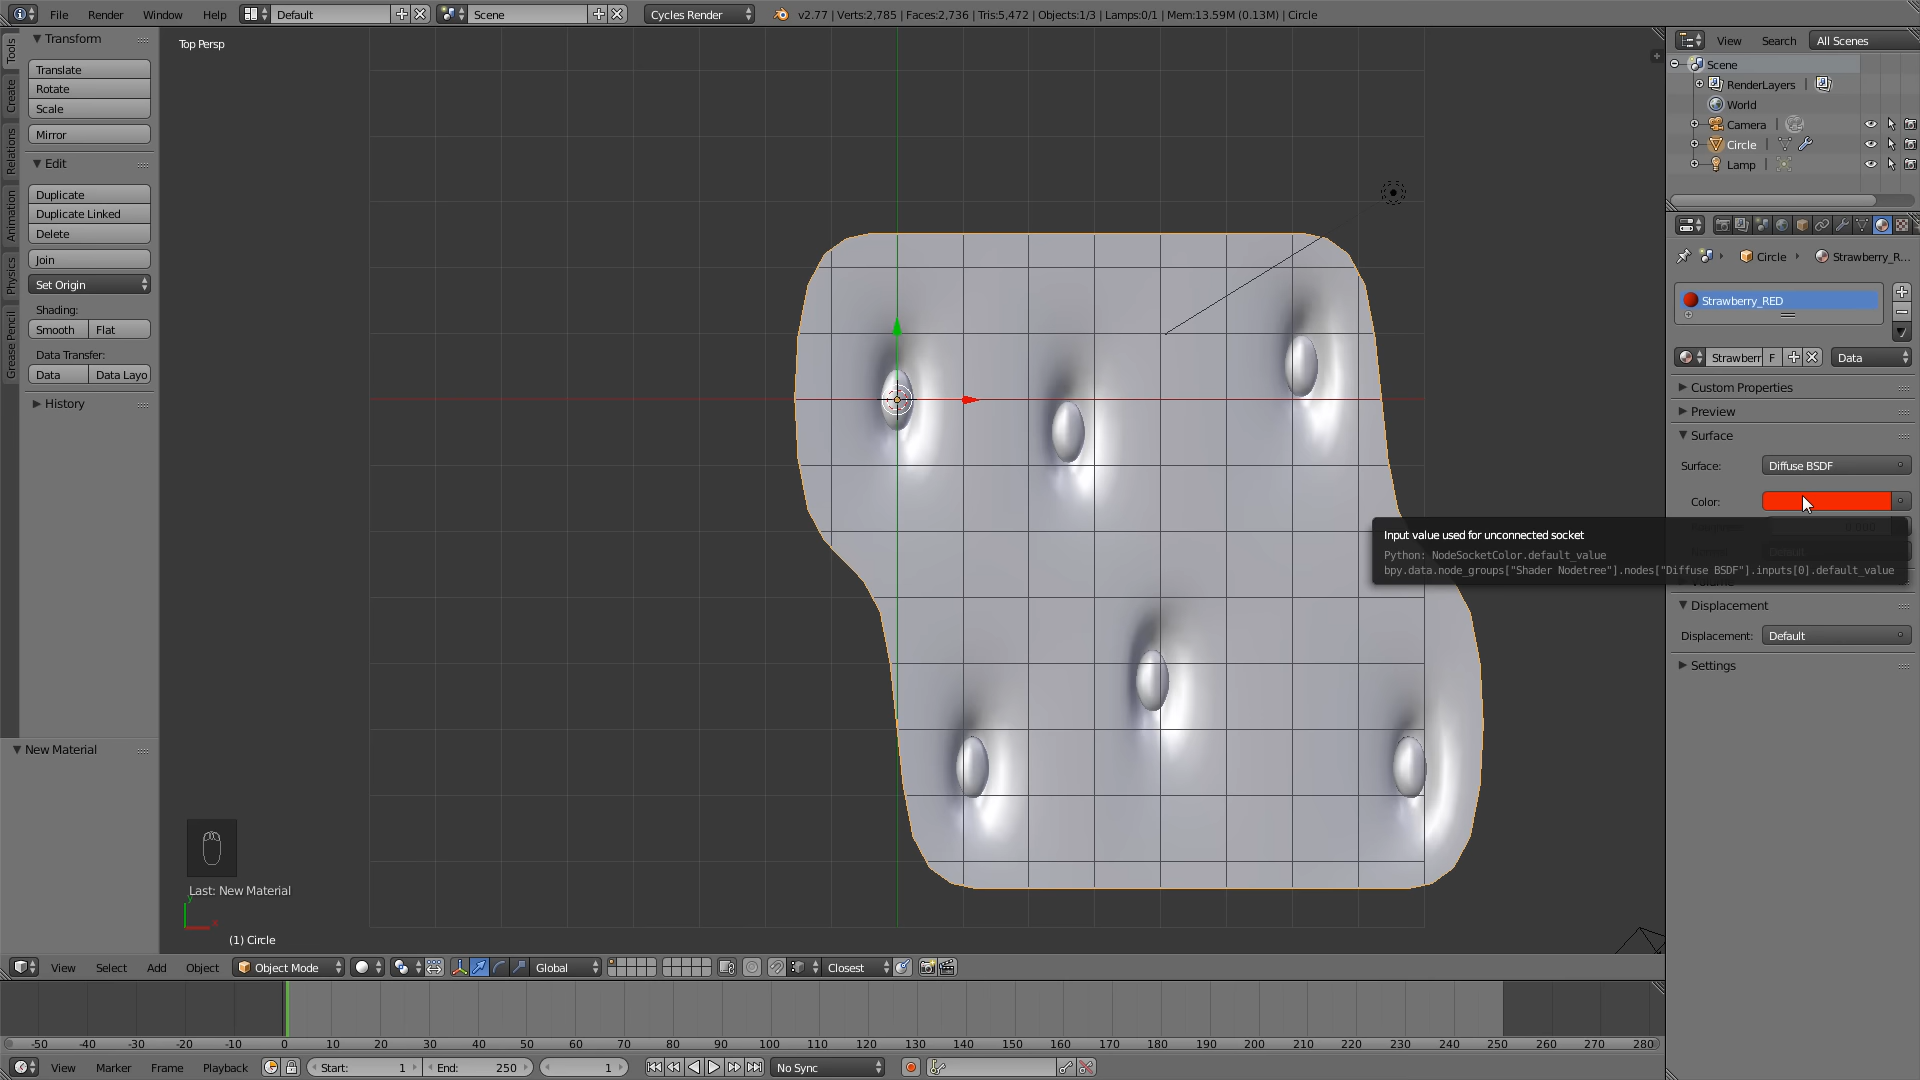 File Render Window Help Default Scene Cycles Render v2.77 | Verts:2,785 | Faces:2,736 | Tris:5,472 | Objects:1/3 | Lamps:0/1 | Mem:13.59M (0.13M) | Circle
Tools
Create
Relations
Animation
Physics
Grease Pencil
Transform
Translate
Rotate
Scale
Mirror
Edit
Duplicate
Duplicate Linked
Delete
Join
Set Origin
Shading:
Smooth Flat
Data Transfer:
Data Data Layo
History
New Material
Top Persp
Last: New Material
(1) Circle
View Search All Scenes
Scene
RenderLayers
World
Camera
Circle
Lamp
Circle Strawberry_R...
Strawberry_RED
Strawberr F Data
Custom Properties
Preview
Surface
Surface: Diffuse BSDF
Color:
Input value used for unconnected socket
Python: NodeSocketColor.default_value
bpy.data.node_groups["Shader Nodetree"].nodes["Diffuse BSDF"].inputs[0].default_value
Displacement
Displacement: Default
Settings
View Select Add Object Object Mode Global Closest
-50 -40 -30 -20 -10 0 10 20 30 40 50 60 70 80 90 100 110 120 130 140 150 160 170 180 190 200 210 220 230 240 250 260 270 280
View Marker Frame Playback Start: 1 End: 250 1 No Sync